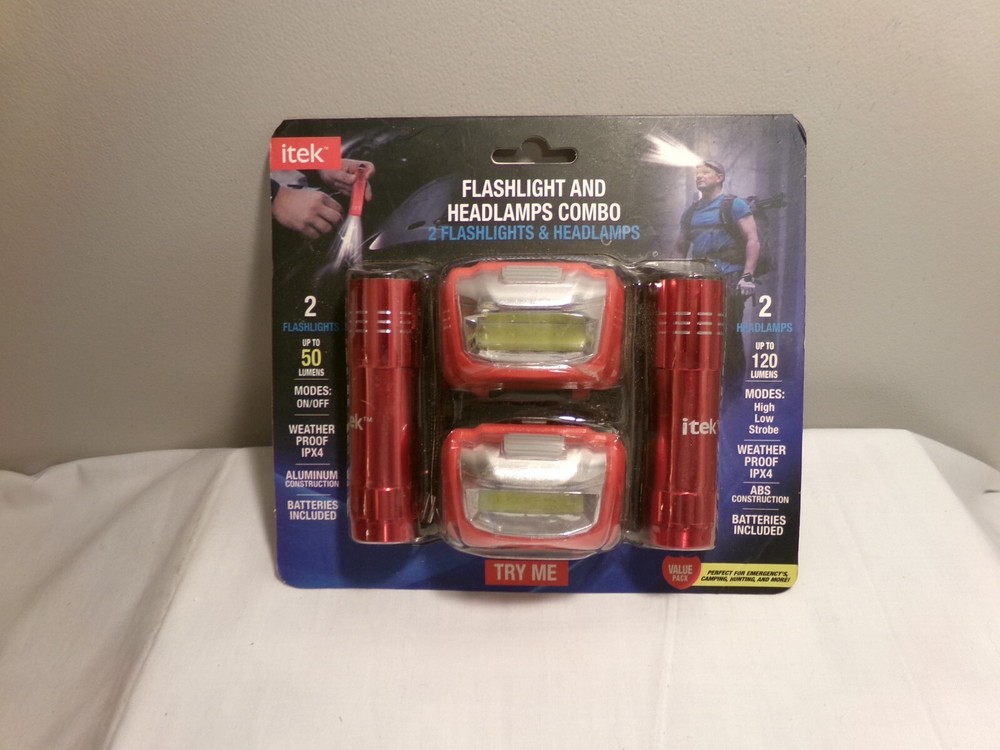 itek™
FLASHLIGHT AND
HEADLAMPS COMBO
2 FLASHLIGHTS & HEADLAMPS
2
FLASHLIGHTS
UP TO
50
LUMENS
MODES:
ON/OFF
WEATHER
PROOF
IPX4
ALUMINUM
CONSTRUCTION
BATTERIES
INCLUDED
ek™
itek
2
HEADLAMPS
UP TO
120
LUMENS
MODES:
High
Low
Strobe
WEATHER
PROOF
IPX4
ABS
CONSTRUCTION
BATTERIES
INCLUDED
TRY ME
VALUE
PACK
PERFECT FOR EMERGENCY'S,
CAMPING, HUNTING, AND MORE!